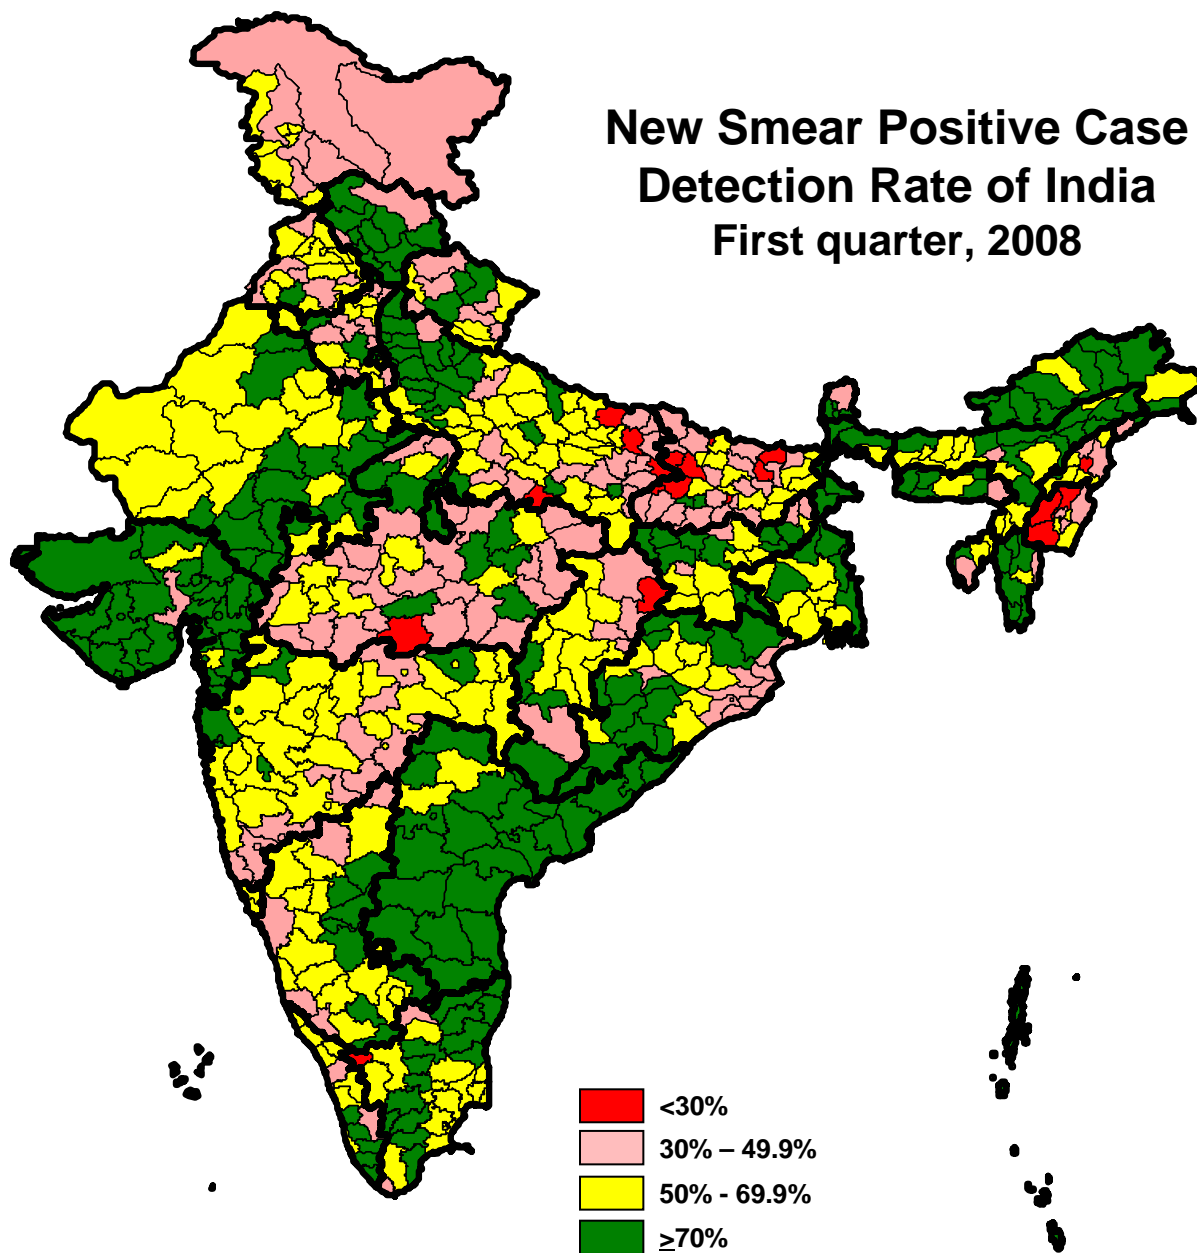 New Smear Positive Case
Detection Rate of India
First quarter, 2008
<30%
30% – 49.9%
50% - 69.9%
≥70%